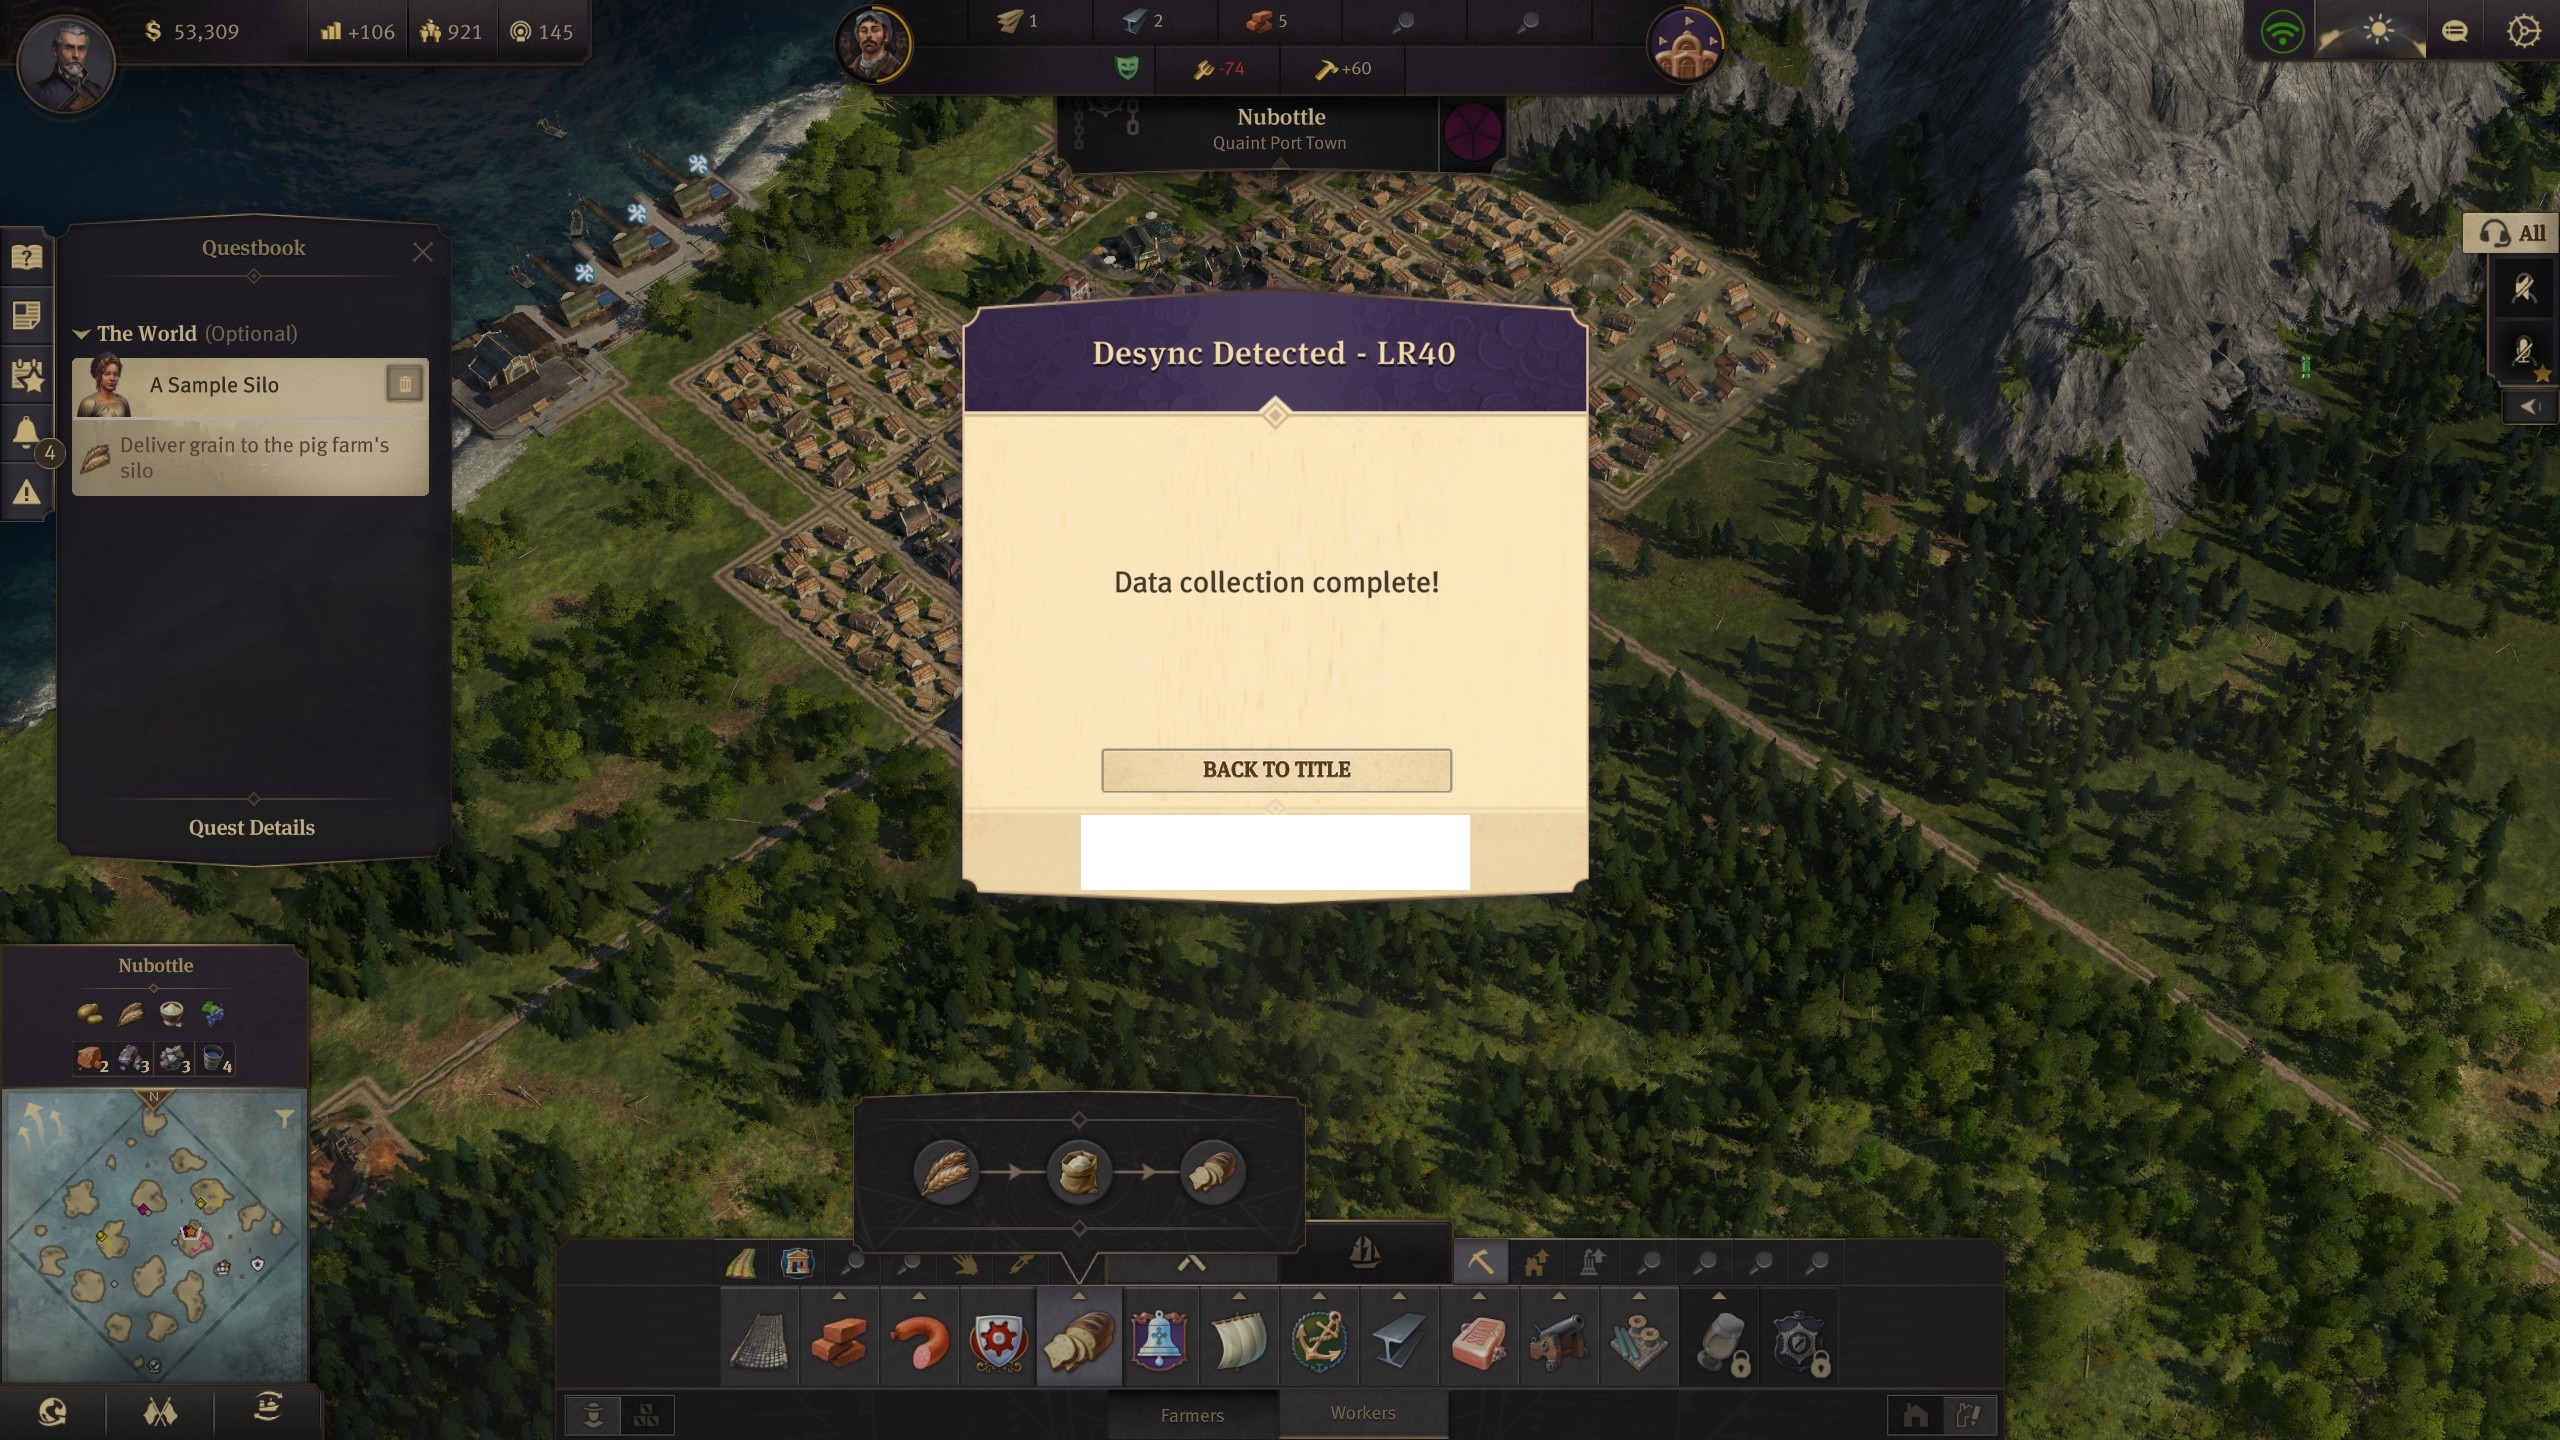 $ 53,309
+106
921
145
1
2
5
-74
+60
Nubottle
Quaint Port Town
All
Questbook
The World (Optional)
A Sample Silo
Deliver grain to the pig farm's
silo
4
Quest Details
Desync Detected - LR40
Data collection complete!
BACK TO TITLE
Nubottle
2
3
3
4
N
Farmers
Workers